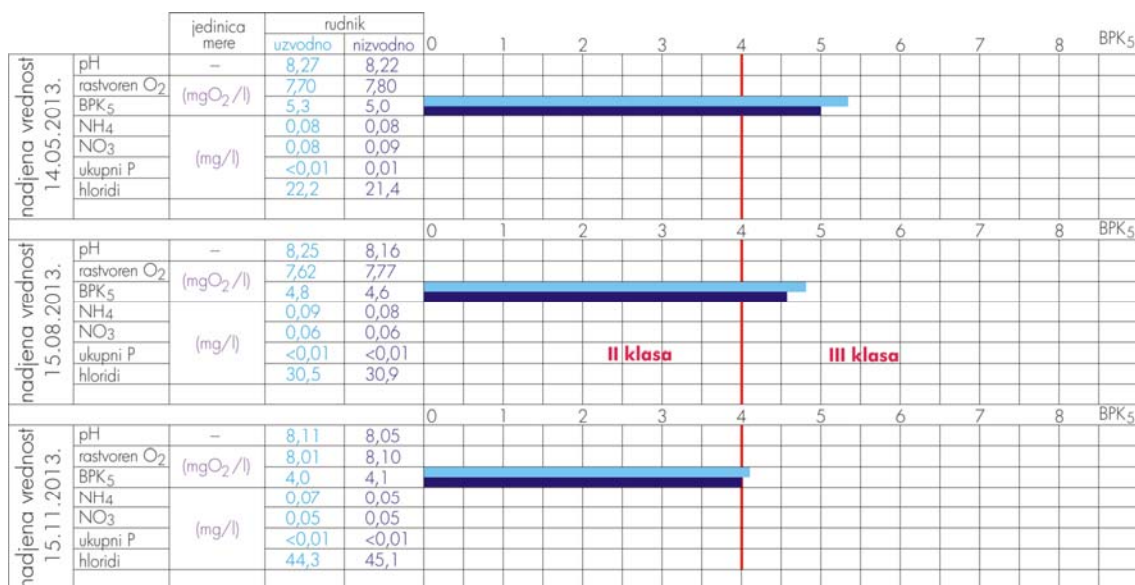 jedinica mere rudnik
uzvodno nizvodno 0 1 2 3 4 5 6 7 8 BPK5
nadjena vrednost 14.05.2013.
pH – 8,27 8,22
rastvoren O2 (mgO2/l) 7,70 7,80
BPK5 5,3 5,0
NH4 (mg/l) 0,08 0,08
NO3 0,08 0,09
ukupni P <0,01 0,01
hloridi 22,2 21,4
0 1 2 3 4 5 6 7 8 BPK5
nadjena vrednost 15.08.2013.
pH – 8,25 8,16
rastvoren O2 (mgO2/l) 7,62 7,77
BPK5 4,8 4,6
NH4 (mg/l) 0,09 0,08
NO3 0,06 0,06
ukupni P <0,01 <0,01 II klasa III klasa
hloridi 30,5 30,9
0 1 2 3 4 5 6 7 8 BPK5
nadjena vrednost 15.11.2013.
pH – 8,11 8,05
rastvoren O2 (mgO2/l) 8,01 8,10
BPK5 4,0 4,1
NH4 (mg/l) 0,07 0,05
NO3 0,05 0,05
ukupni P <0,01 <0,01
hloridi 44,3 45,1